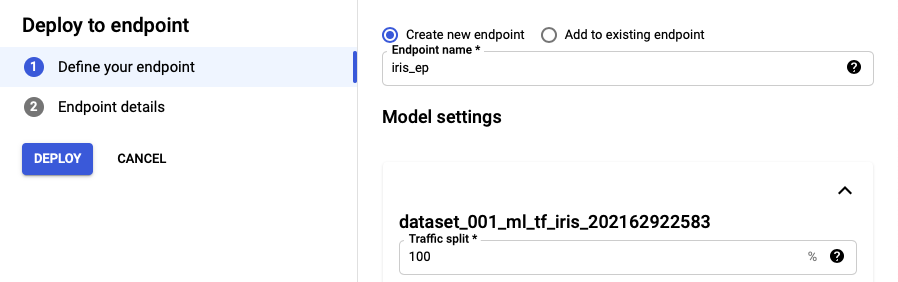 Deploy to endpoint
1 Define your endpoint
2 Endpoint details
DEPLOY CANCEL
Create new endpoint Add to existing endpoint
Endpoint name *
iris_ep ?
Model settings
dataset_001_ml_tf_iris_202162922583
Traffic split *
100 % ?